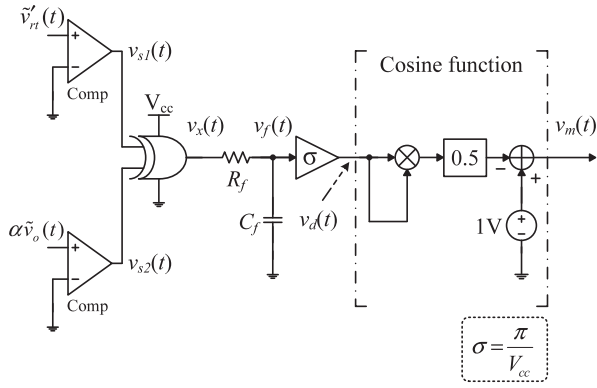 ṽ′rt(t)
+
−
Comp
vs1(t)
Vcc
vx(t)
Rf
vf(t)
Cf
σ
vd(t)
Cosine function
0.5
−
+
vm(t)
1V
+
−
αṽo(t)
+
−
Comp
vs2(t)
σ = π / Vcc